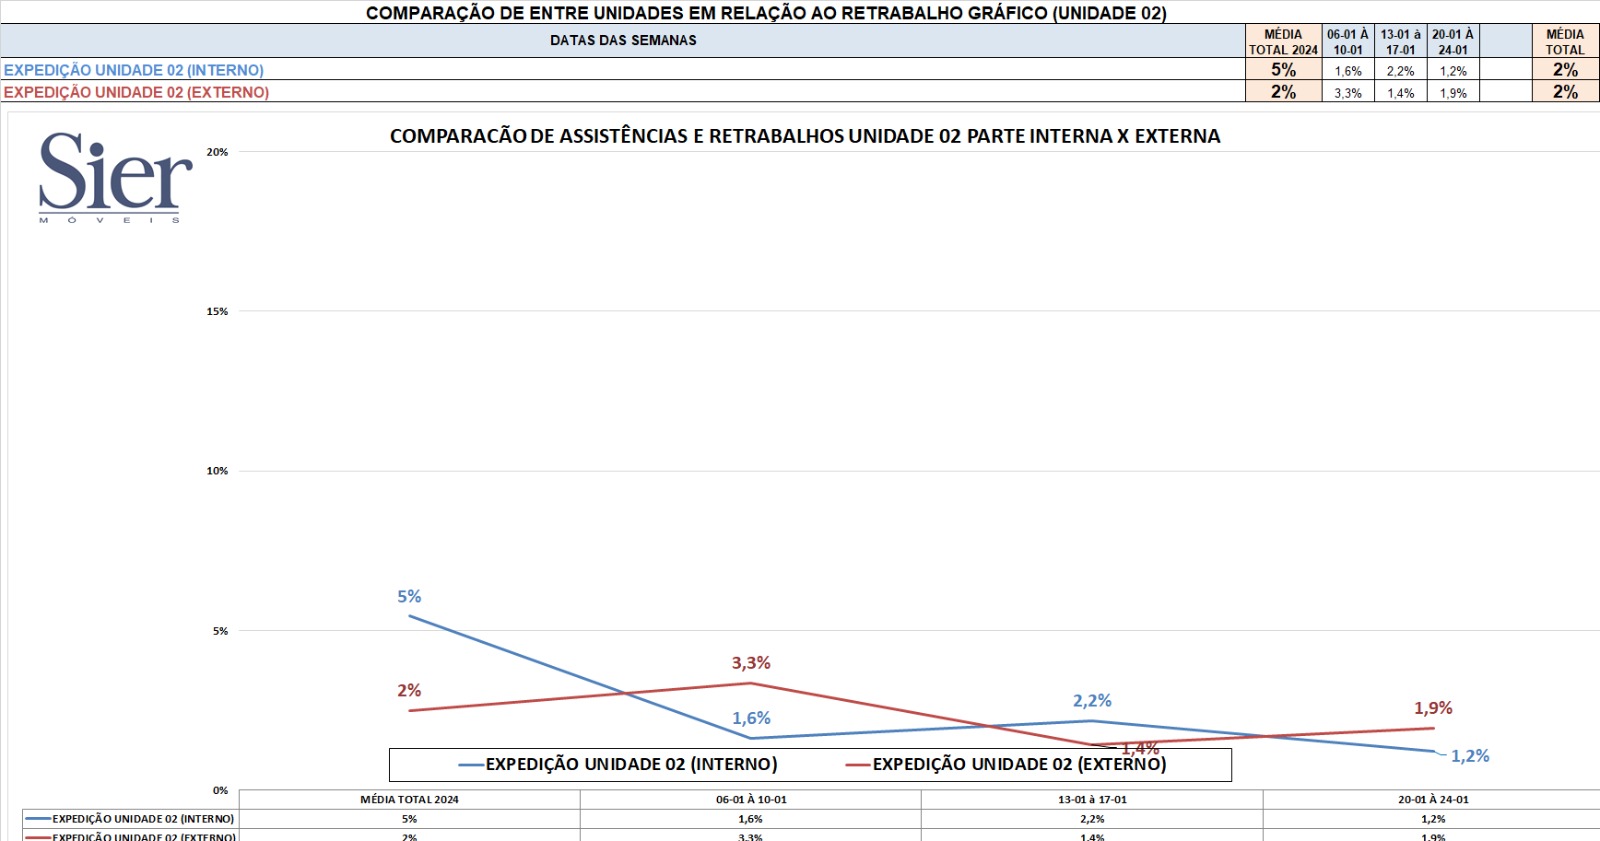 COMPARAÇÃO DE ENTRE UNIDADES EM RELAÇÃO AO RETRABALHO GRÁFICO (UNIDADE 02)
DATAS DAS SEMANAS
MÉDIA TOTAL 2024
06-01 À 10-01
13-01 à 17-01
20-01 À 24-01
MÉDIA TOTAL
EXPEDIÇÃO UNIDADE 02 (INTERNO) 5% 1,6% 2,2% 1,2% 2%
EXPEDIÇÃO UNIDADE 02 (EXTERNO) 2% 3,3% 1,4% 1,9% 2%
Sier
MÓVEIS
COMPARACÃO DE ASSISTÊNCIAS E RETRABALHOS UNIDADE 02 PARTE INTERNA X EXTERNA
20%
15%
10%
5%
0%
5%
2%
3,3%
1,6%
2,2%
1,4%
1,9%
1,2%
EXPEDIÇÃO UNIDADE 02 (INTERNO) EXPEDIÇÃO UNIDADE 02 (EXTERNO)
MÉDIA TOTAL 2024 06-01 À 10-01 13-01 à 17-01 20-01 À 24-01
EXPEDIÇÃO UNIDADE 02 (INTERNO) 5% 1,6% 2,2% 1,2%
EXPEDIÇÃO UNIDADE 02 (EXTERNO) 2% 3,3% 1,4% 1,9%